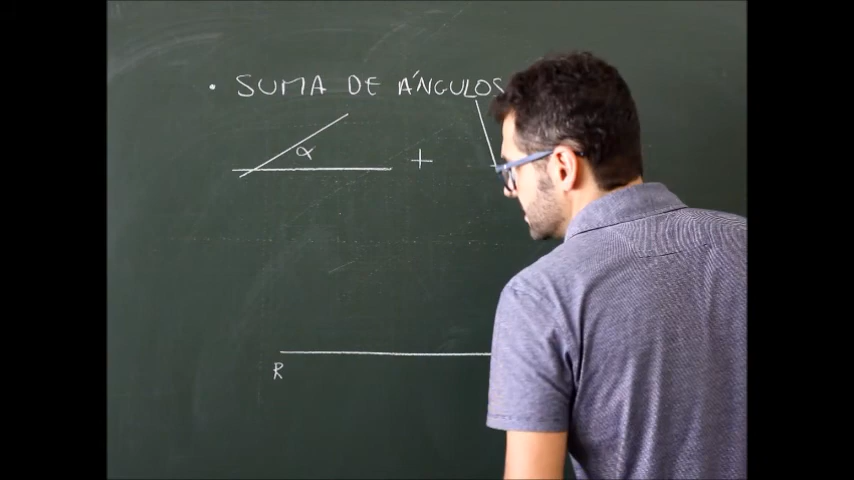 • SUMA DE ÁNGULOS
α +
R